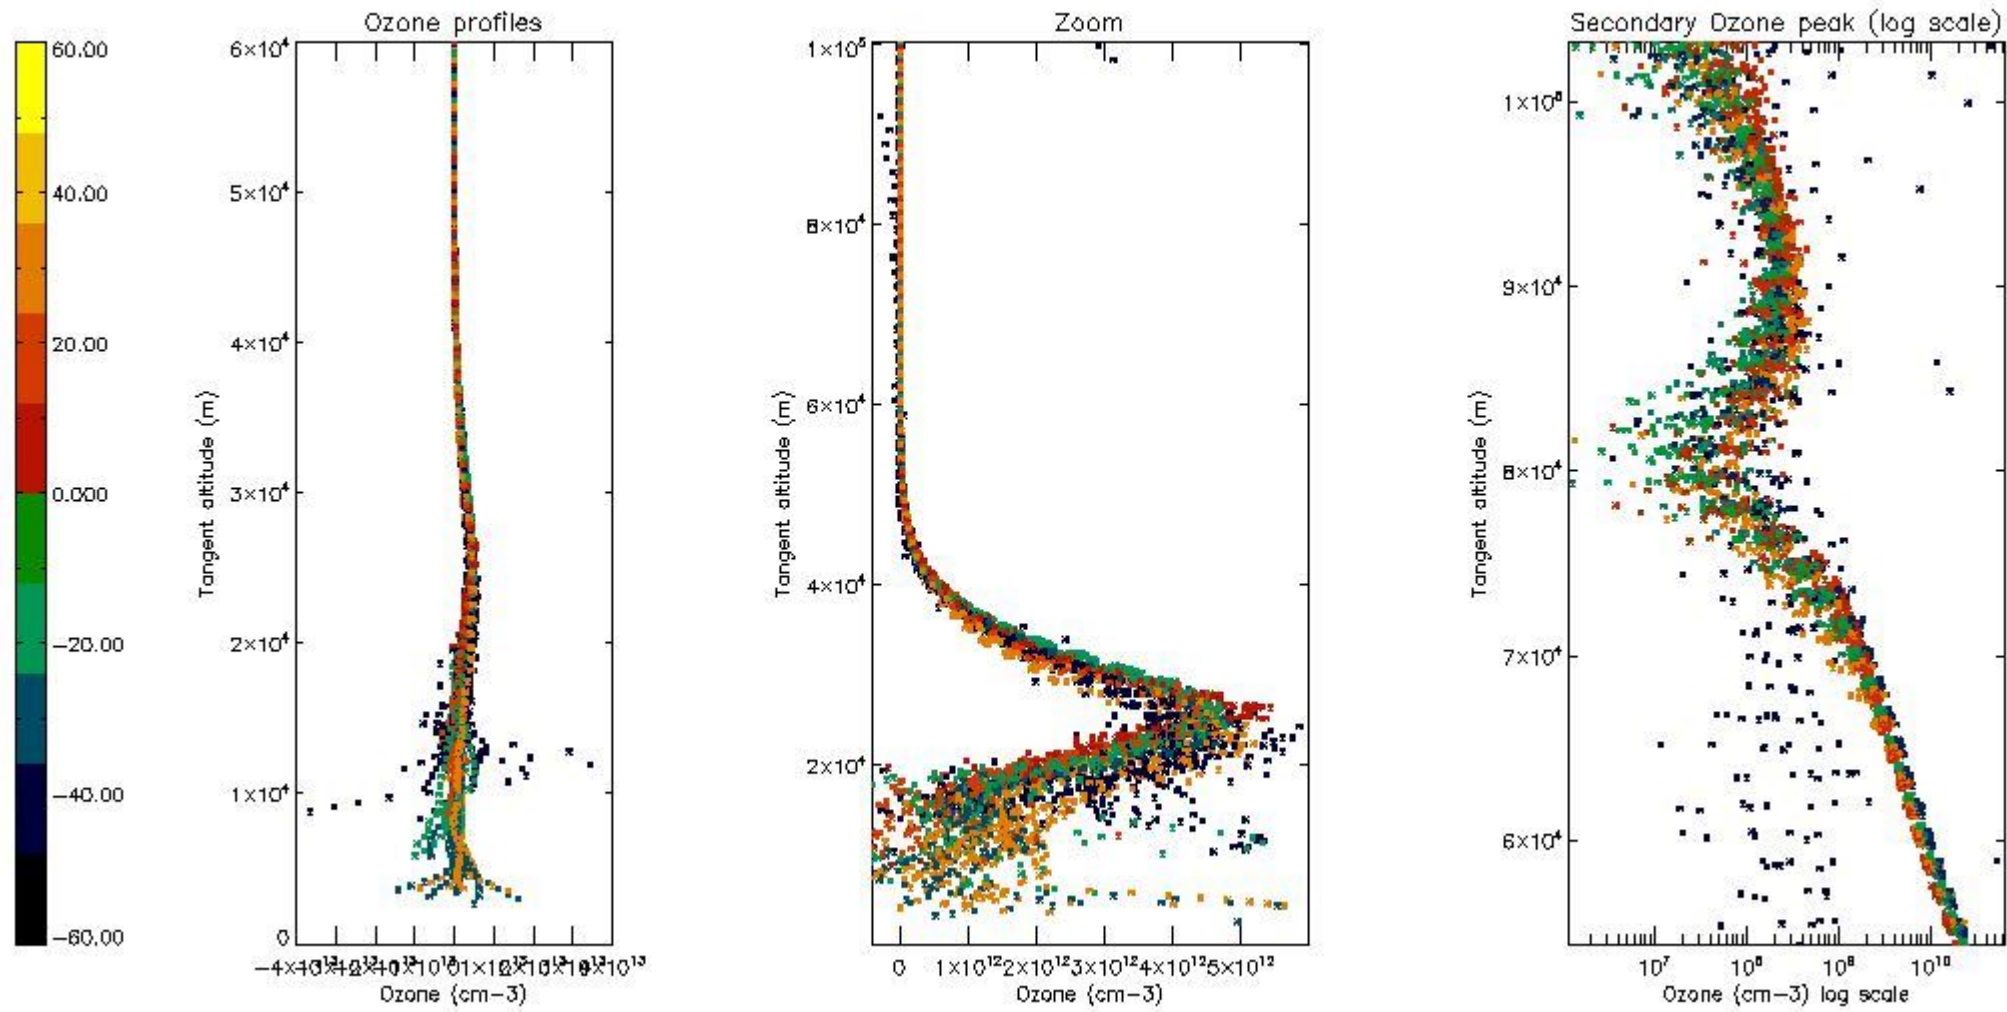 Ozone profiles
Zoom
Secondary Ozone peak (log scale)
60.00
40.00
20.00
0.000
−20.00
−40.00
−60.00
Tangent altitude (m)
6×10⁴
5×10⁴
4×10⁴
3×10⁴
2×10⁴
1×10⁴
0
Ozone (cm−3)
Tangent altitude (m)
1×10⁵
8×10⁴
6×10⁴
4×10⁴
2×10⁴
0 1×10¹² 2×10¹² 3×10¹² 4×10¹² 5×10¹²
Ozone (cm−3)
Tangent altitude (m)
1×10⁵
9×10⁴
8×10⁴
7×10⁴
6×10⁴
10⁷ 10⁸ 10⁹ 10¹⁰
Ozone (cm−3) log scale